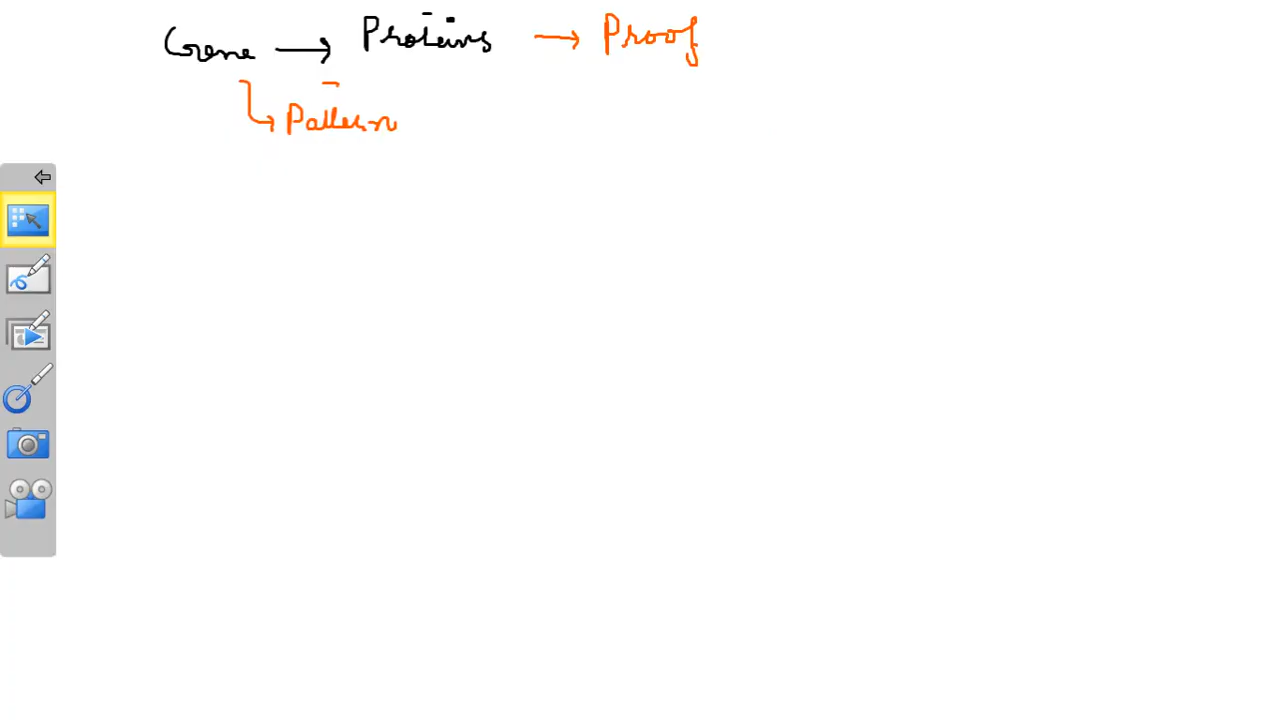 Gene → Proteins → Proof
↳ Pattern